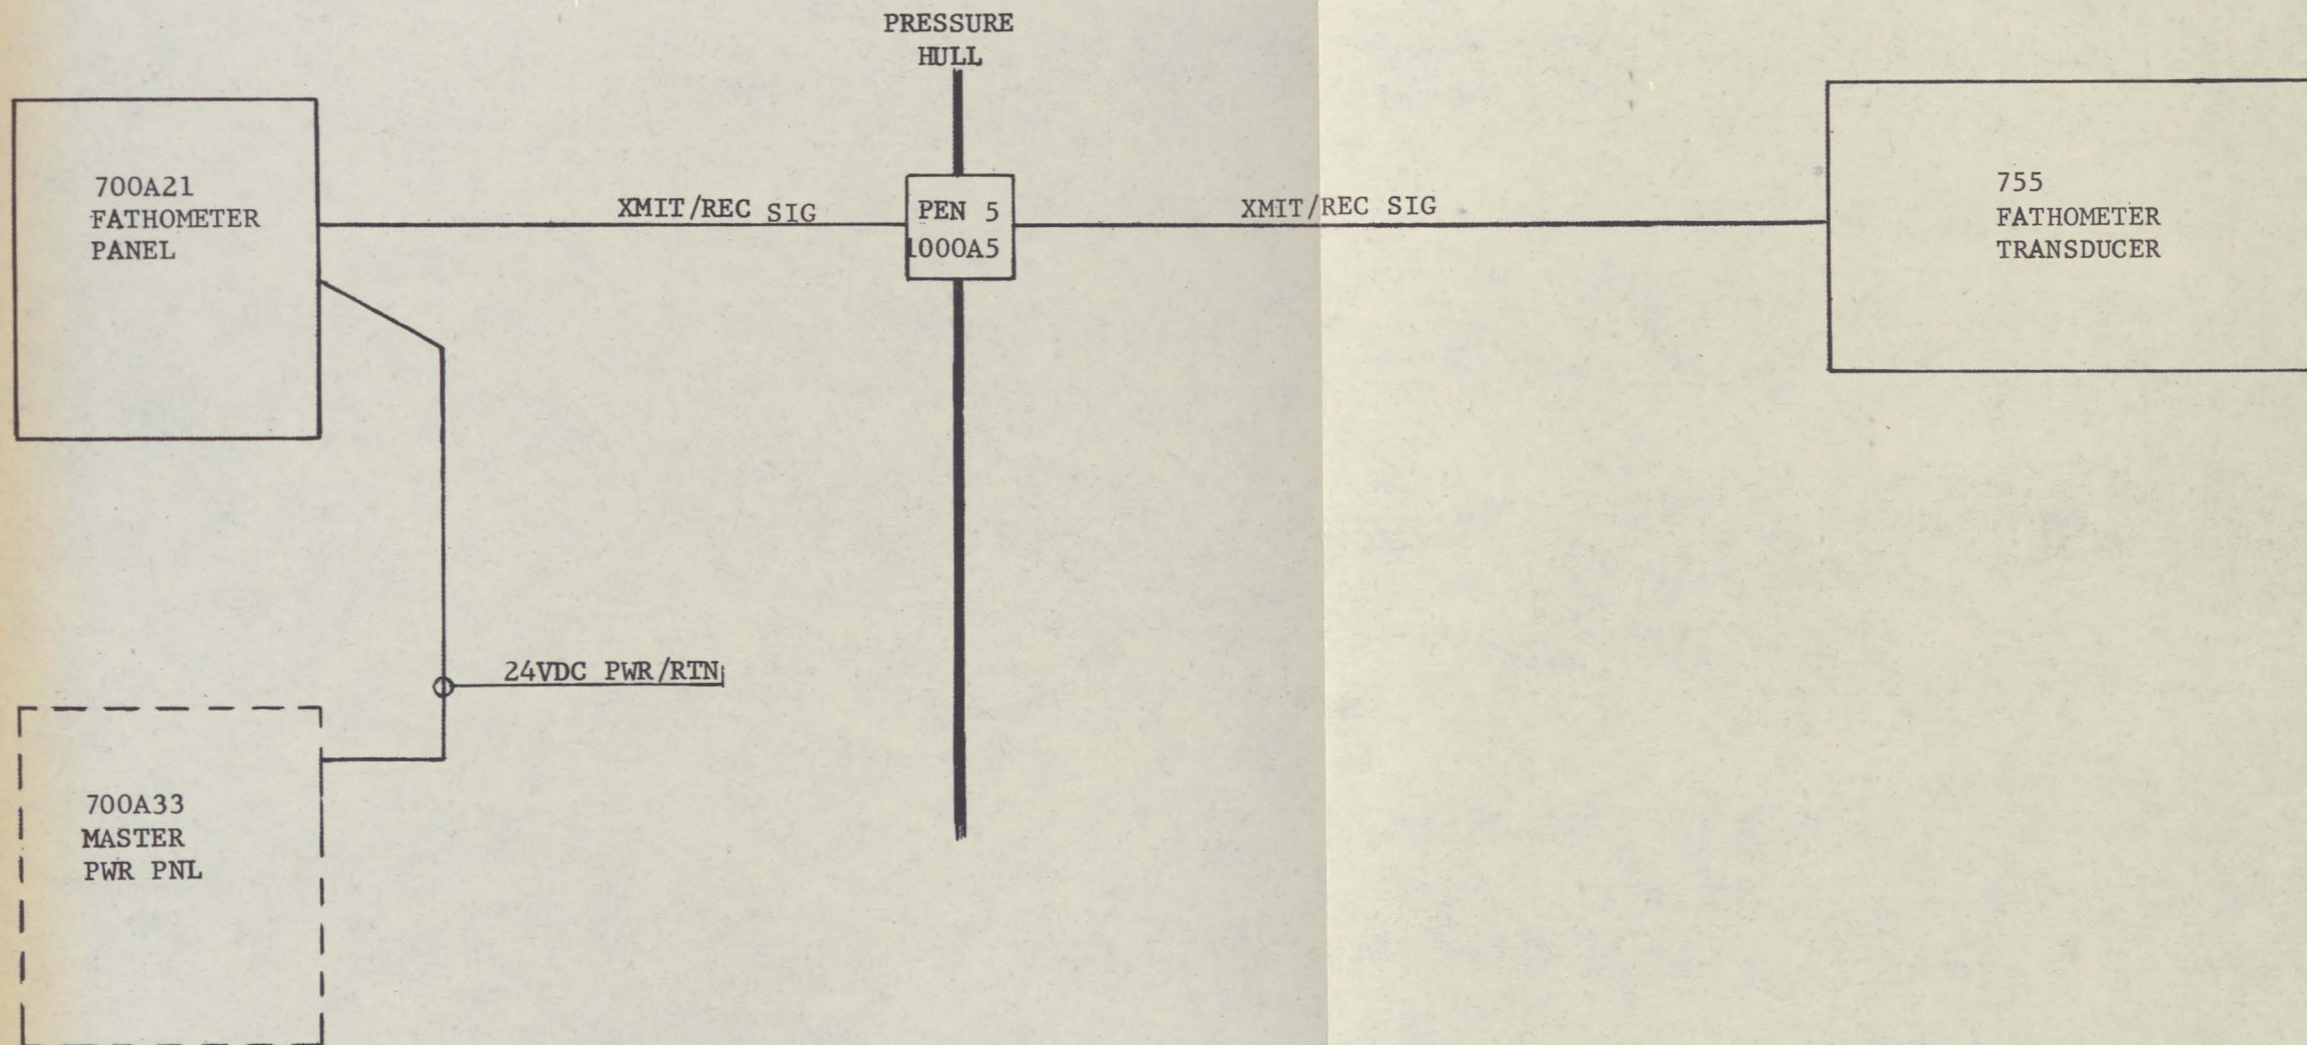 PRESSURE
HULL
700A21
FATHOMETER
PANEL
XMIT/REC SIG
PEN 5
1000A5
XMIT/REC SIG
755
FATHOMETER
TRANSDUCER
24VDC PWR/RTN
700A33
MASTER
PWR PNL